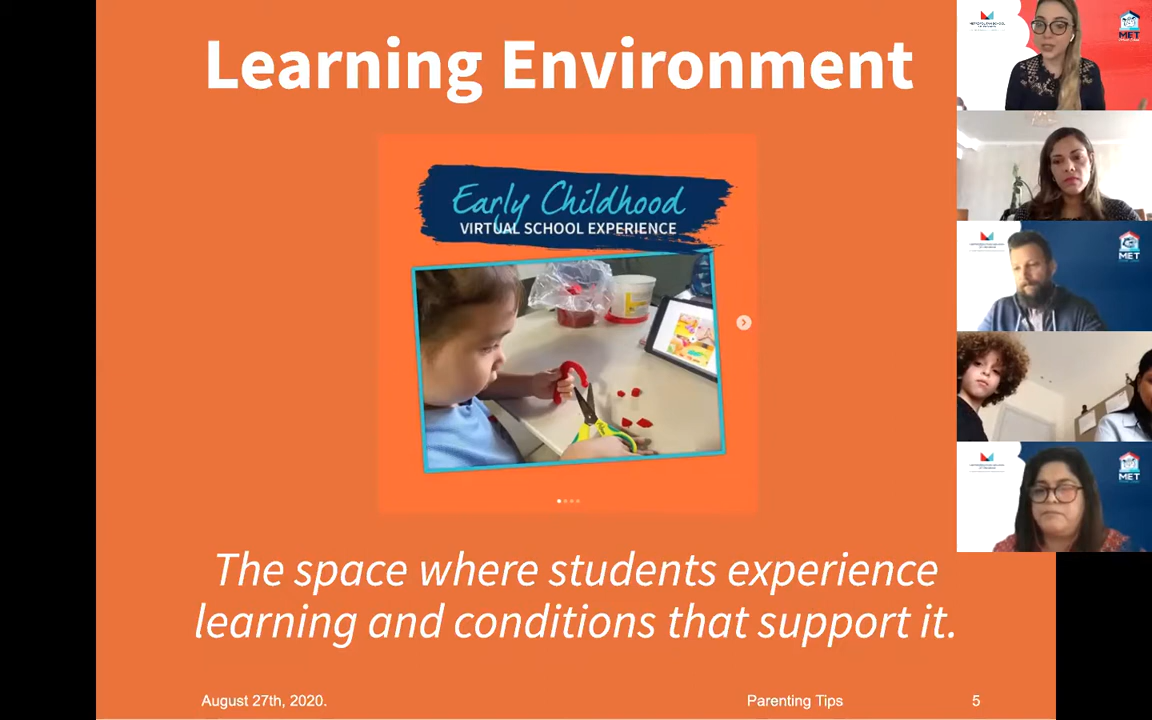 Learning Environment
Early Childhood
VIRTUAL SCHOOL EXPERIENCE
The space where students experience
learning and conditions that support it.
August 27th, 2020.
Parenting Tips
5
MET
MET
MET